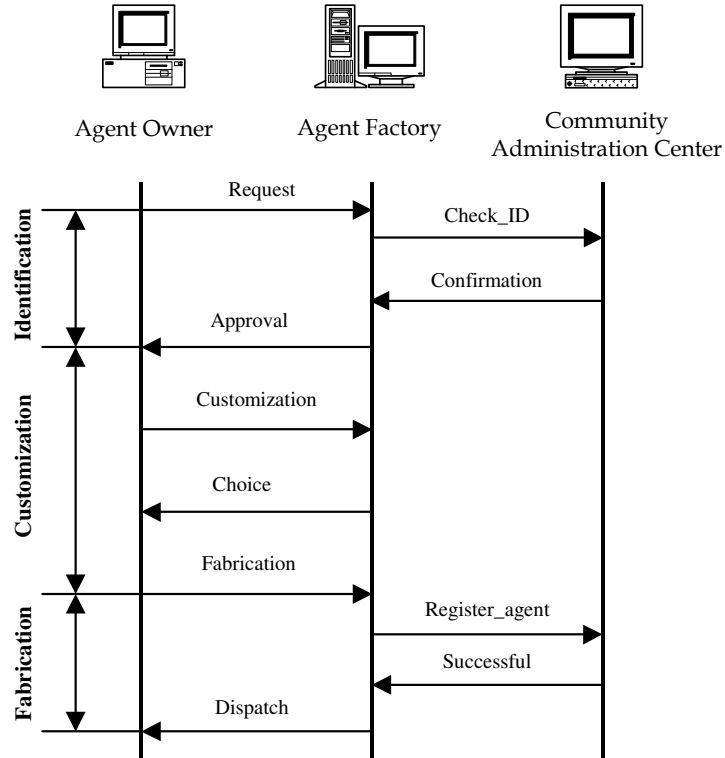 Agent Owner
Agent Factory
Community
Administration Center
Request
Check_ID
Identification
Confirmation
Approval
Customization
Customization
Choice
Fabrication
Register_agent
Fabrication
Successful
Dispatch